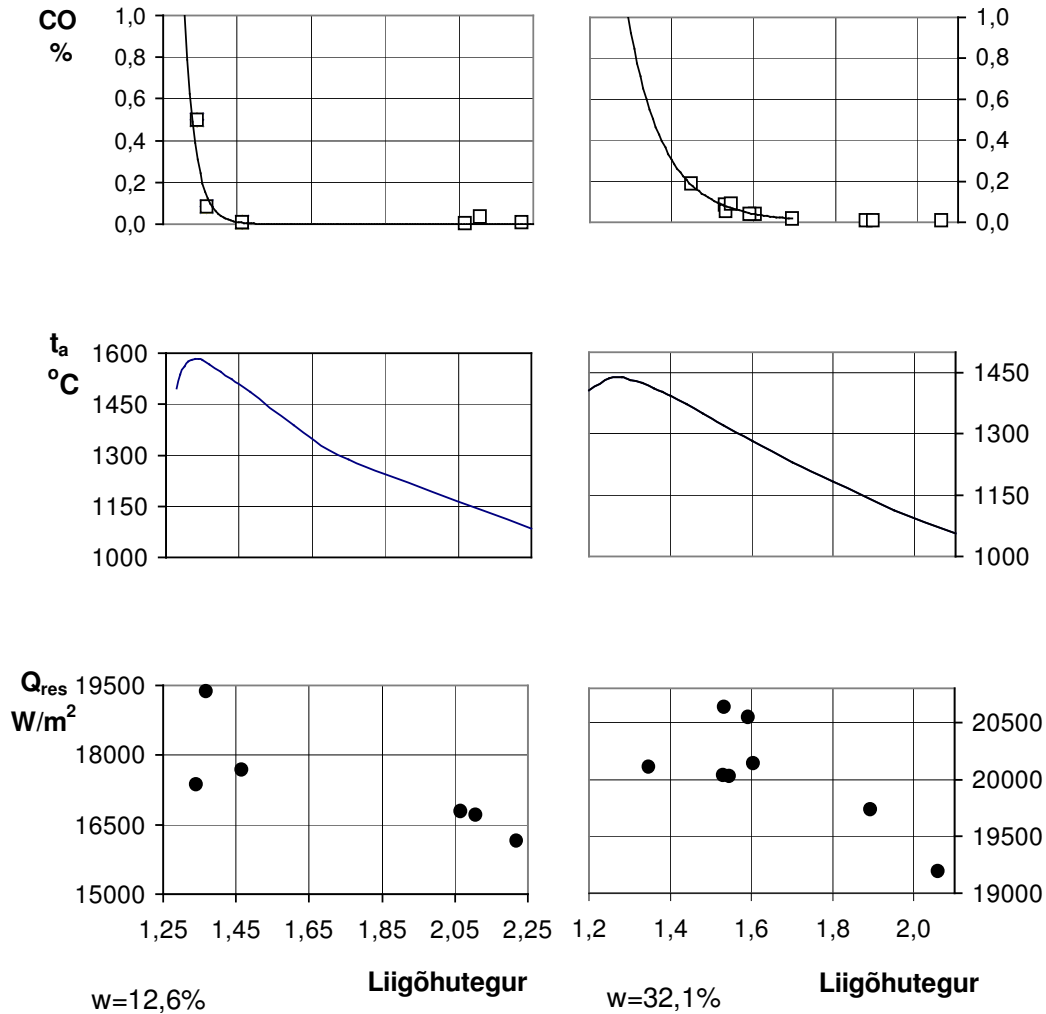 CO
%
1,0
0,8
0,6
0,4
0,2
0,0
1,0
0,8
0,6
0,4
0,2
0,0
ta
oC
1600
1450
1300
1150
1000
1450
1300
1150
1000
Qres
W/m2
19500
18000
16500
15000
20500
20000
19500
19000
1,25 1,45 1,65 1,85 2,05 2,25
1,2 1,4 1,6 1,8 2,0
Liigõhutegur
w=12,6%
Liigõhutegur
w=32,1%